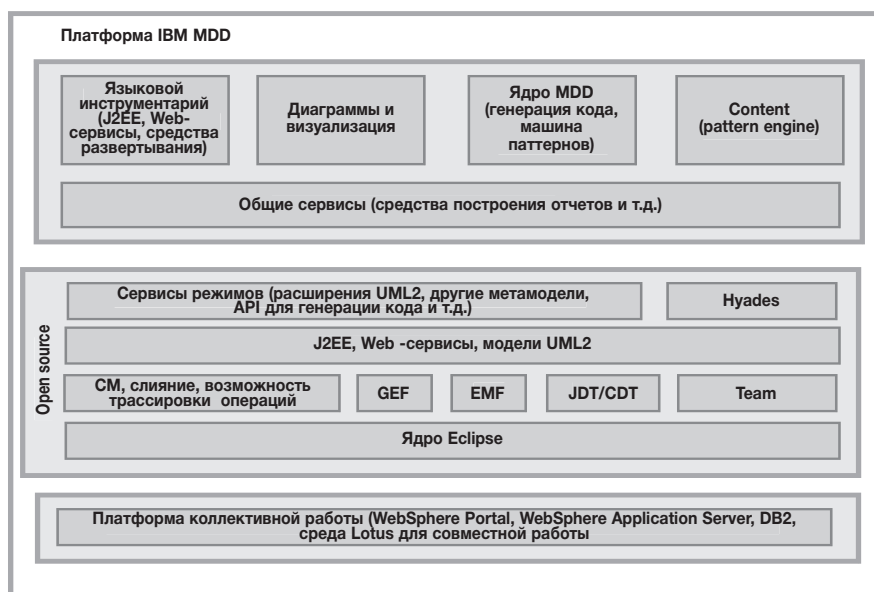 Платформа IBM MDD
Языковой
инструментарий
(J2EE, Web-
сервисы, средства
развертывания)
Диаграммы и
визуализация
Ядро MDD
(генерация кода,
машина
паттернов)
Content
(pattern engine)
Общие сервисы (средства построения отчетов и т.д.)
Open source
Сервисы режимов (расширения UML2, другие метамодели,
API для генерации кода и т.д.)
Hyades
J2EE, Web -сервисы, модели UML2
СМ, слияние, возможность
трассировки операций
GEF
EMF
JDT/CDT
Team
Ядро Eclipse
Платформа коллективной работы (WebSphere Portal, WebSphere Application Server, DB2,
среда Lotus для совместной работы